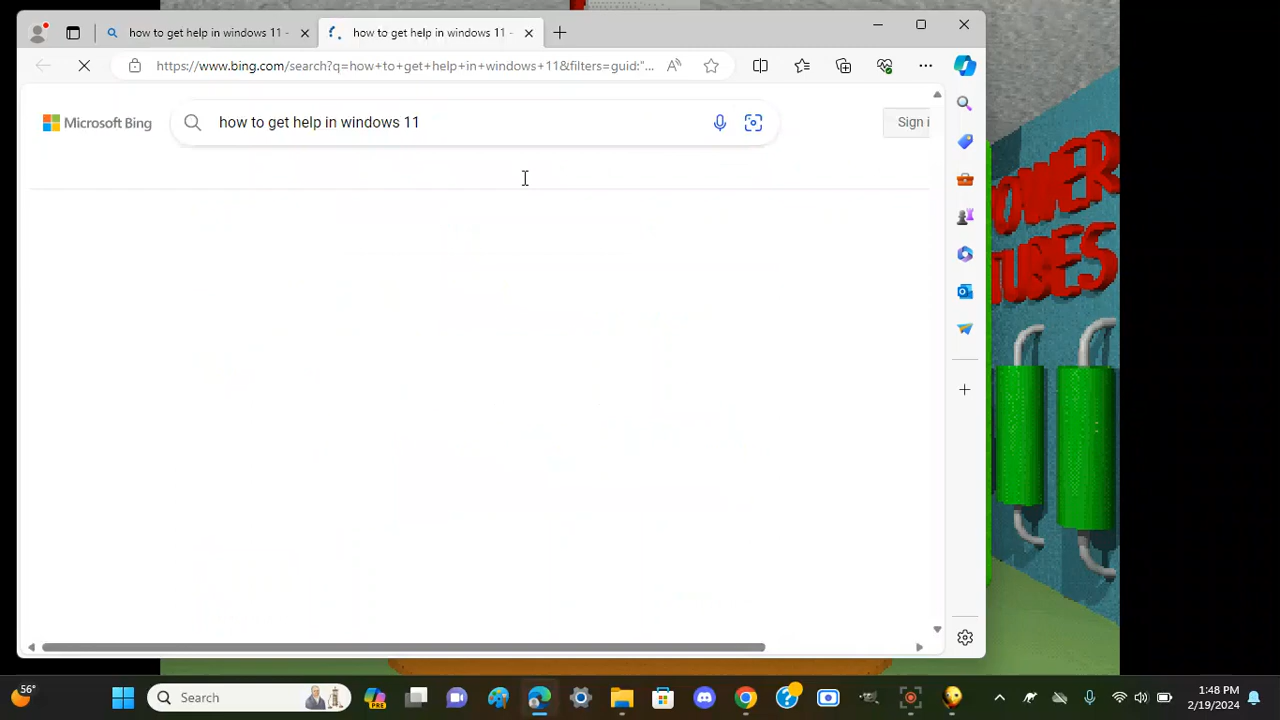 how to get help in windows 11 -
how to get help in windows 11 -
https://www.bing.com/search?q=how+to+get+help+in+windows+11&filters=guid:"...
Microsoft Bing
how to get help in windows 11
Sign i
OWER
TUBES
56°
Search
PRE
1:48 PM
2/19/2024